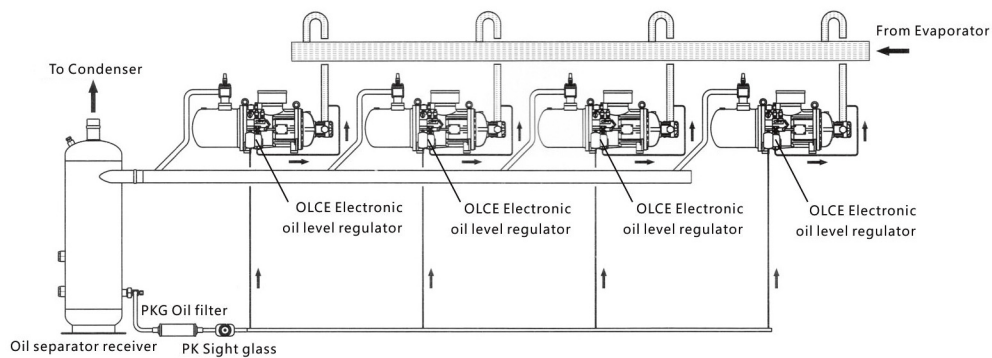 From Evaporator
To Condenser
OLCE Electronic
oil level regulator
OLCE Electronic
oil level regulator
OLCE Electronic
oil level regulator
OLCE Electronic
oil level regulator
PKG Oil filter
Oil separator receiver
PK Sight glass